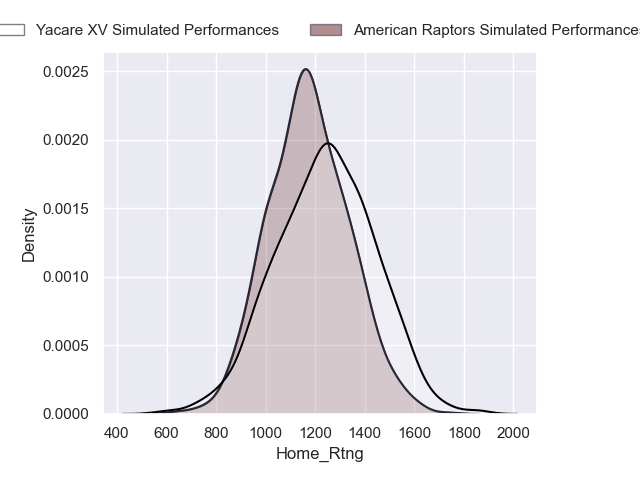 Yacare XV Simulated Performances American Raptors Simulated Performances
0.0025
0.0020
0.0015
0.0010
0.0005
0.0000
Density
400 600 800 1000 1200 1400 1600 1800 2000
Home_Rtng